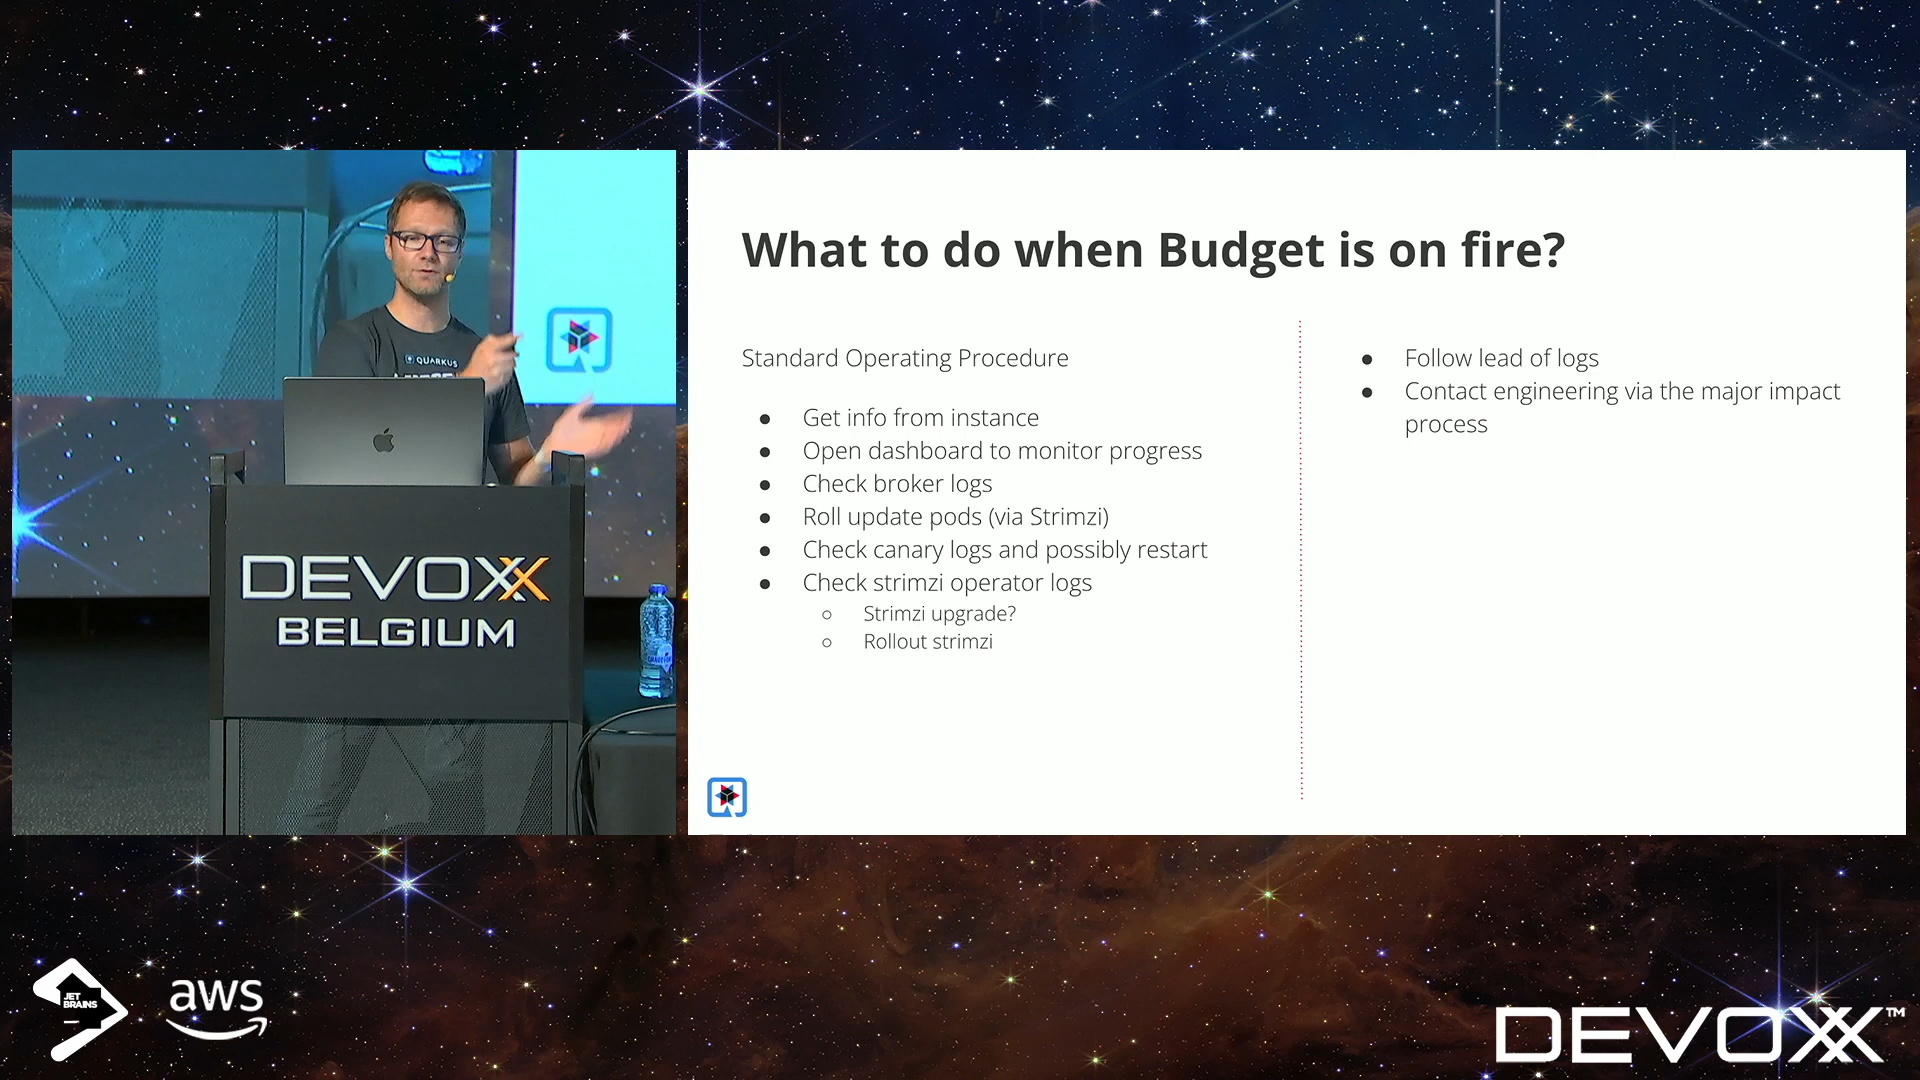 What to do when Budget is on fire?
Standard Operating Procedure
● Get info from instance
● Open dashboard to monitor progress
● Check broker logs
● Roll update pods (via Strimzi)
● Check canary logs and possibly restart
● Check strimzi operator logs
○ Strimzi upgrade?
○ Rollout strimzi
● Follow lead of logs
● Contact engineering via the major impact
process
QUARKUS
DEVOXX
BELGIUM
JET
BRAINS
aws
DEVOXX™